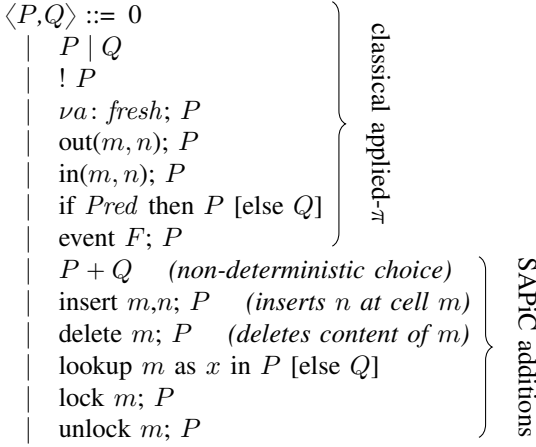 ⟨P,Q⟩ ::= 0
| P | Q
| ! P
| νa: fresh; P
| out(m, n); P
| in(m, n); P
| if Pred then P [else Q]
| event F; P
classical applied-π
| P + Q (non-deterministic choice)
| insert m,n; P (inserts n at cell m)
| delete m; P (deletes content of m)
| lookup m as x in P [else Q]
| lock m; P
| unlock m; P
SAPiC additions